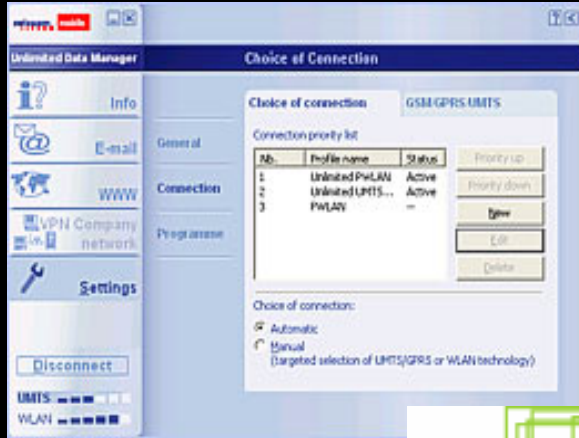 swisscom mobile
Unlimited Data Manager
Choice of Connection
Info
E-mail
WWW
VPN Company
network
Settings
Disconnect
UMTS
WLAN
General
Connection
Programme
Choice of connection
GSM/GPRS UMTS
Connection priority list
Nb. Profile name Status
1 Unlimited PWLAN Active
2 Unlimited UMTS... Active
3 PWLAN --
Priority up
Priority down
New
Edit
Delete
Choice of connection:
Automatic
Manual
(targeted selection of UMTS/GPRS or WLAN technology)